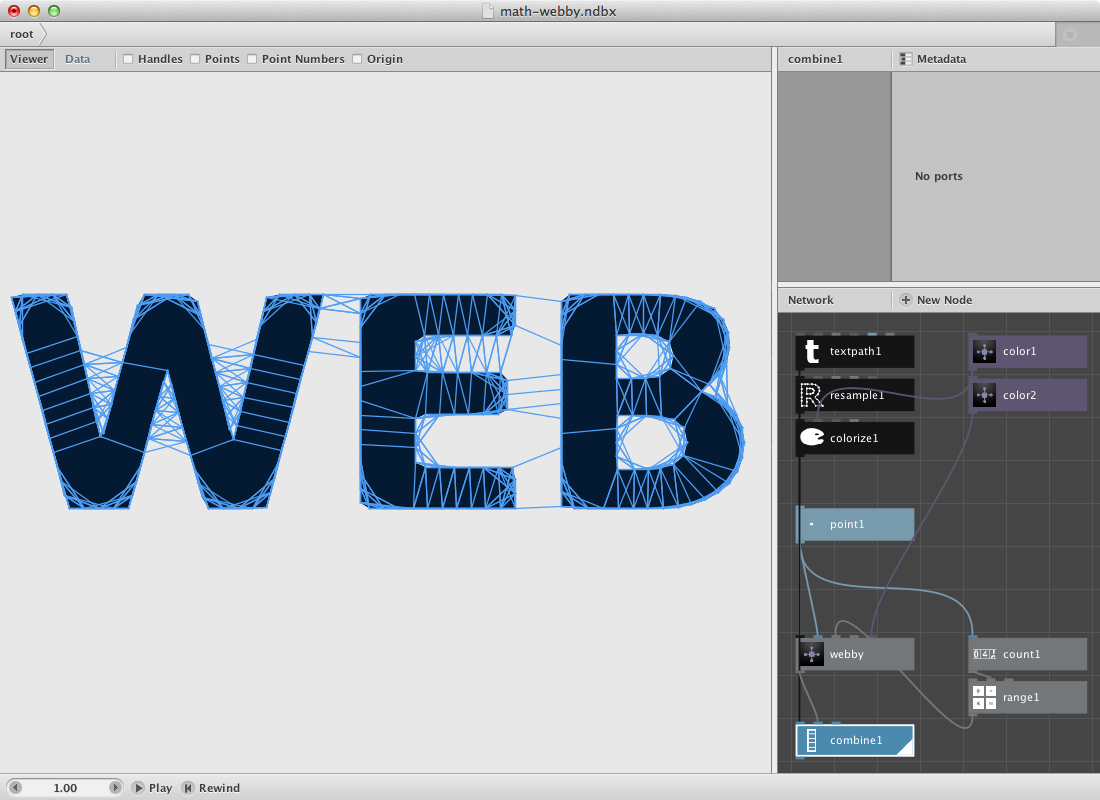 math-webby.ndbx
root
Viewer Data Handles Points Point Numbers Origin
combine1 Metadata
No ports
WEB
Network New Node
t textpath1 color1
R resample1 color2
colorize1
point1
webby count1
range1
combine1
1.00 Play Rewind